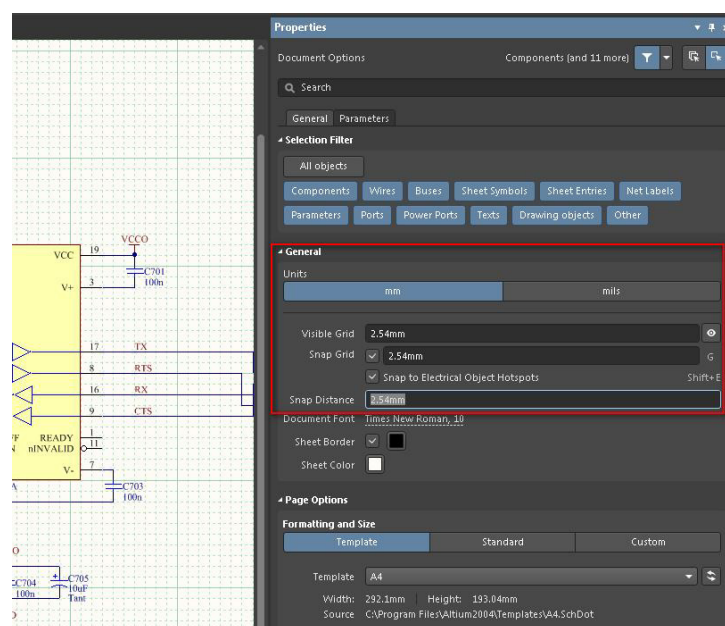 Properties
Document Options
Components (and 11 more)
Search
General Parameters
Selection Filter
All objects
Components Wires Buses Sheet Symbols Sheet Entries Net Labels
Parameters Ports Power Ports Texts Drawing objects Other
General
Units
mm mils
Visible Grid 2.54mm
Snap Grid 2.54mm G
Snap to Electrical Object Hotspots Shift+E
Snap Distance 2.54mm
Document Font Times New Roman, 10
Sheet Border
Sheet Color
Page Options
Formatting and Size
Template Standard Custom
Template A4
Width: 292.1mm Height: 193.04mm
Source C:\Program Files\Altium2004\Templates\A4.SchDot
VCCO
VCC 19
C701
V+ 3 100n
17 TX
8 RTS
16 RX
9 CTS
READY 1
nINVALID 11
V- 7
C703
100n
C704 C705
100n 10uF
Tant